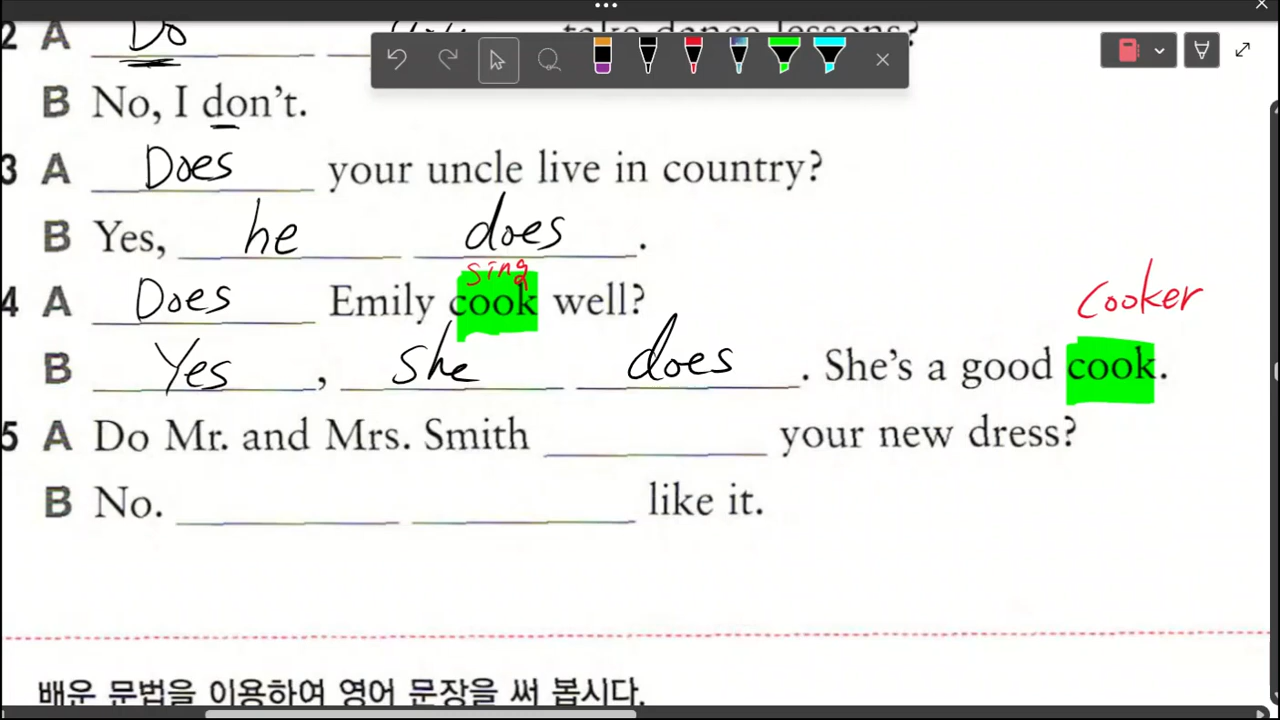 2 A Do take dance lessons?
B No, I don't.
3 A Does your uncle live in country?
B Yes, he does.
sing
4 A Does Emily cook well?
cooker
B Yes, she does. She's a good cook.
5 A Do Mr. and Mrs. Smith your new dress?
B No. like it.
배운 문법을 이용하여 영어 문장을 써 봅시다.